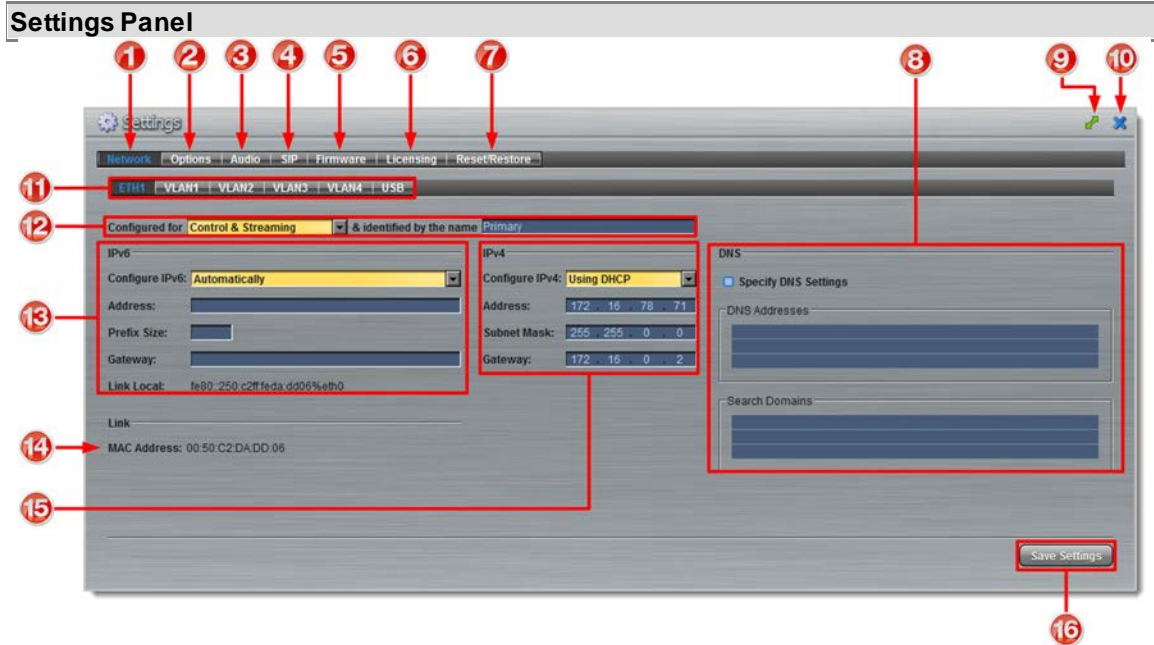 Settings Panel
1 2 3 4 5 6 7 8 9 10
Settings
Network Options Audio SIP Firmware Licensing Reset/Restore
11
ETH1 VLAN1 VLAN2 VLAN3 VLAN4 USB
12
Configured for Control & Streaming & identified by the name Primary
IPv6
Configure IPv6: Automatically
13
Address:
Prefix Size:
Gateway:
Link Local: fe80::250:c2ff:feda:dd06%eth0
IPv4
Configure IPv4: Using DHCP
Address: 172 . 16 . 78 . 71
Subnet Mask: 255 . 255 . 0 . 0
Gateway: 172 . 16 . 0 . 2
DNS
Specify DNS Settings
DNS Addresses
Search Domains
Link
14
MAC Address: 00:50:C2:DA:DD:06
15
Save Settings
16